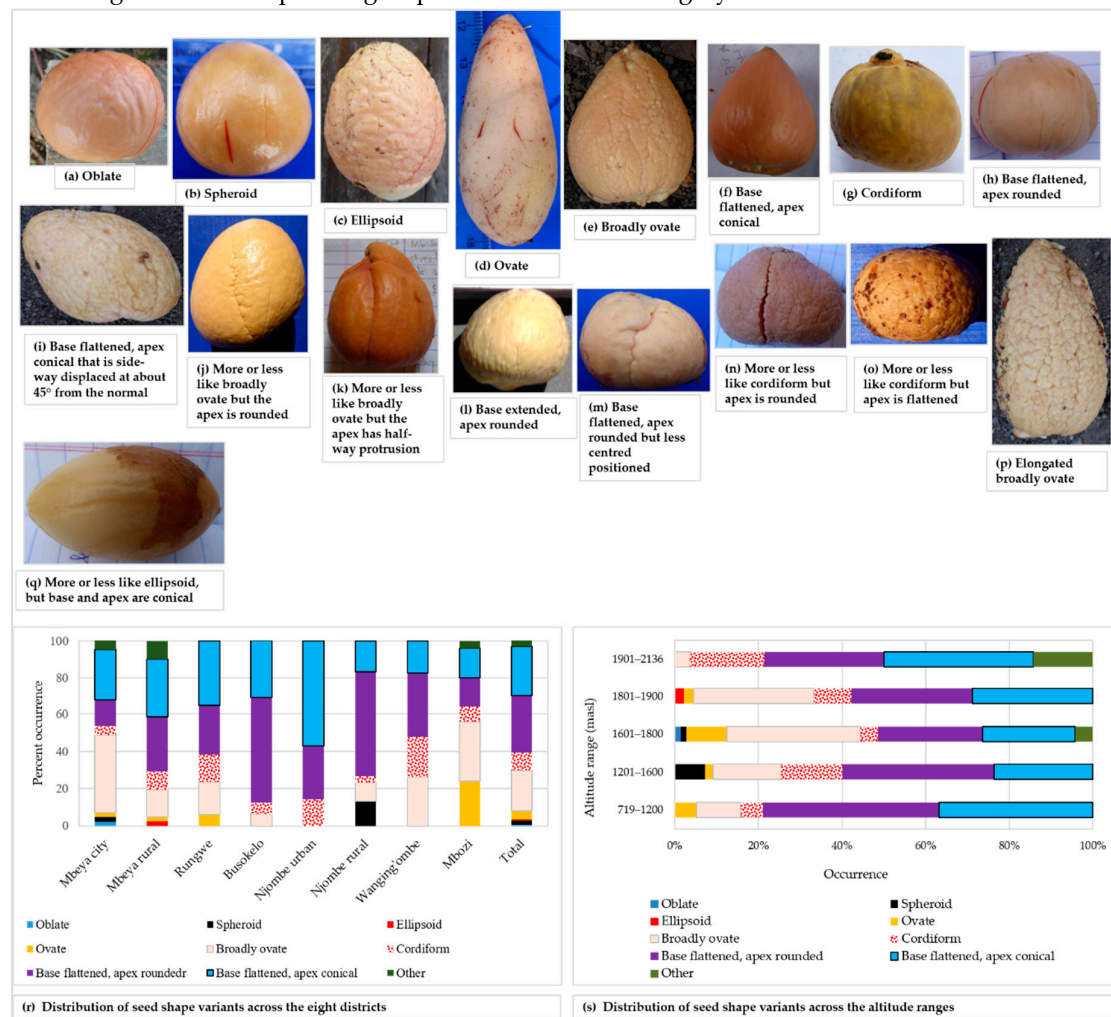 (a) Oblate
(b) Spheroid
(c) Ellipsoid
(d) Ovate
(e) Broadly ovate
(f) Base
flattened, apex
conical
(g) Cordiform
(h) Base flattened,
apex rounded
(i) Base flattened, apex
conical that is side-
way displaced at about
45° from the normal
(j) More or less
like broadly
ovate but the
apex is rounded
(k) More or less
like broadly
ovate but the
apex has half-
way protrusion
(l) Base extended,
apex rounded
(m) Base
flattened, apex
rounded but less
centred
positioned
(n) More or less
like cordiform but
apex is rounded
(o) More or less
like cordiform but
apex is flattened
(p) Elongated
broadly ovate
(q) More or less like ellipsoid,
but base and apex are conical
Percent occurrence
100
80
60
40
20
0
Mbeya city
Mbeya rural
Rungwe
Busokelo
Njombe urban
Njombe rural
Wanging'ombe
Mbozi
Total
Oblate
Spheroid
Ellipsoid
Ovate
Broadly ovate
Cordiform
Base flattened, apex roundedr
Base flattened, apex conical
Other
(r) Distribution of seed shape variants across the eight districts
Altitude range (masl)
1901–2136
1801–1900
1601–1800
1201–1600
719–1200
0%
20%
40%
60%
80%
100%
Occurrence
Oblate
Spheroid
Ellipsoid
Ovate
Broadly ovate
Cordiform
Base flattened, apex rounded
Base flattened, apex conical
Other
(s) Distribution of seed shape variants across the altitude ranges